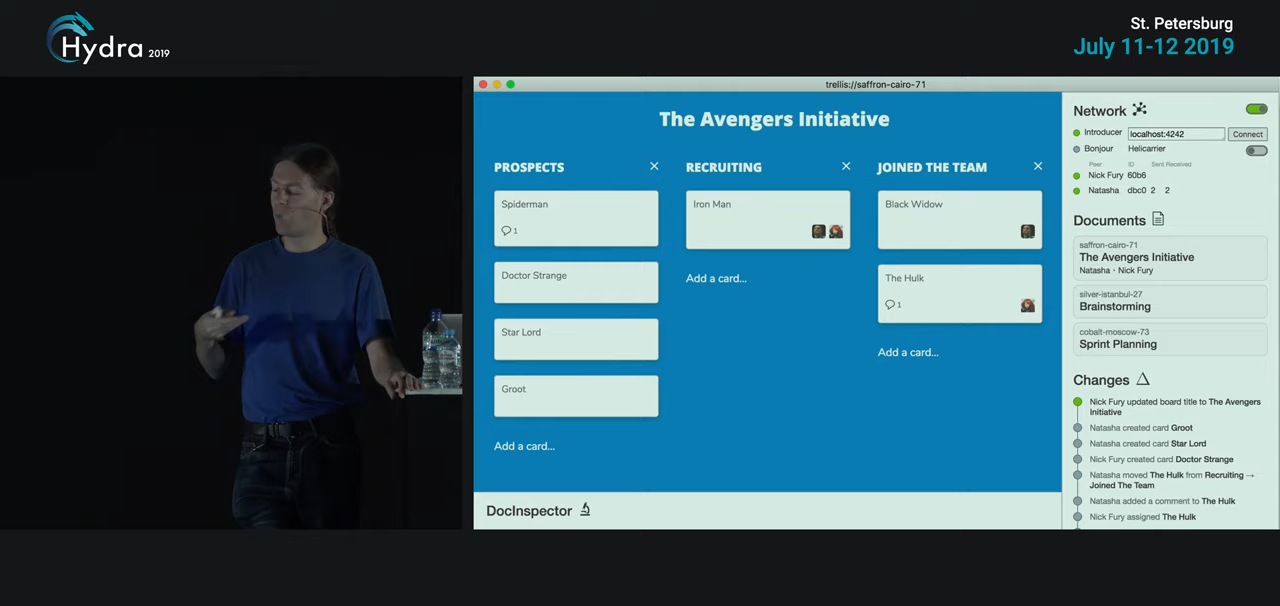 Hydra 2019
St. Petersburg
July 11-12 2019
trellis://saffron-cairo-71
The Avengers Initiative
PROSPECTS
Spiderman
1
Doctor Strange
Star Lord
Groot
Add a card...
RECRUITING
Iron Man
Add a card...
JOINED THE TEAM
Black Widow
The Hulk
1
Add a card...
DocInspector
Network
Introducer localhost:4242 Connect
Bonjour Helicarrier
Peer ID Sent Received
Nick Fury 60b6
Natasha dbc0 2 2
Documents
saffron-cairo-71
The Avengers Initiative
Natasha · Nick Fury
silver-istanbul-27
Brainstorming
cobalt-moscow-73
Sprint Planning
Changes
Nick Fury updated board title to The Avengers
Initiative
Natasha created card Groot
Natasha created card Star Lord
Nick Fury created card Doctor Strange
Natasha moved The Hulk from Recruiting →
Joined The Team
Natasha added a comment to The Hulk
Nick Fury assigned The Hulk